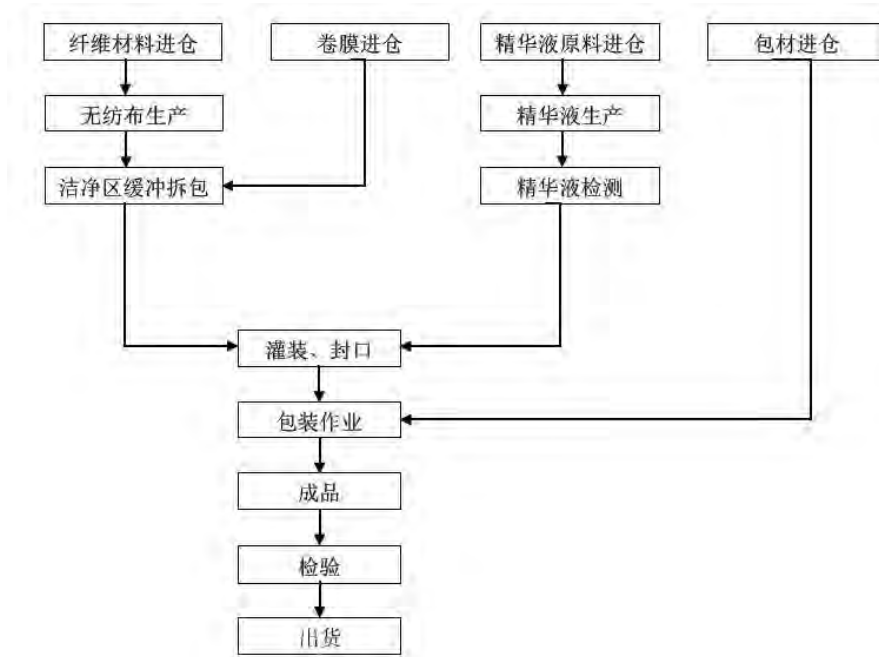 纤维材料进仓
卷膜进仓
精华液原料进仓
包材进仓
无纺布生产
精华液生产
洁净区缓冲拆包
精华液检测
灌装、封口
包装作业
成品
检验
出货